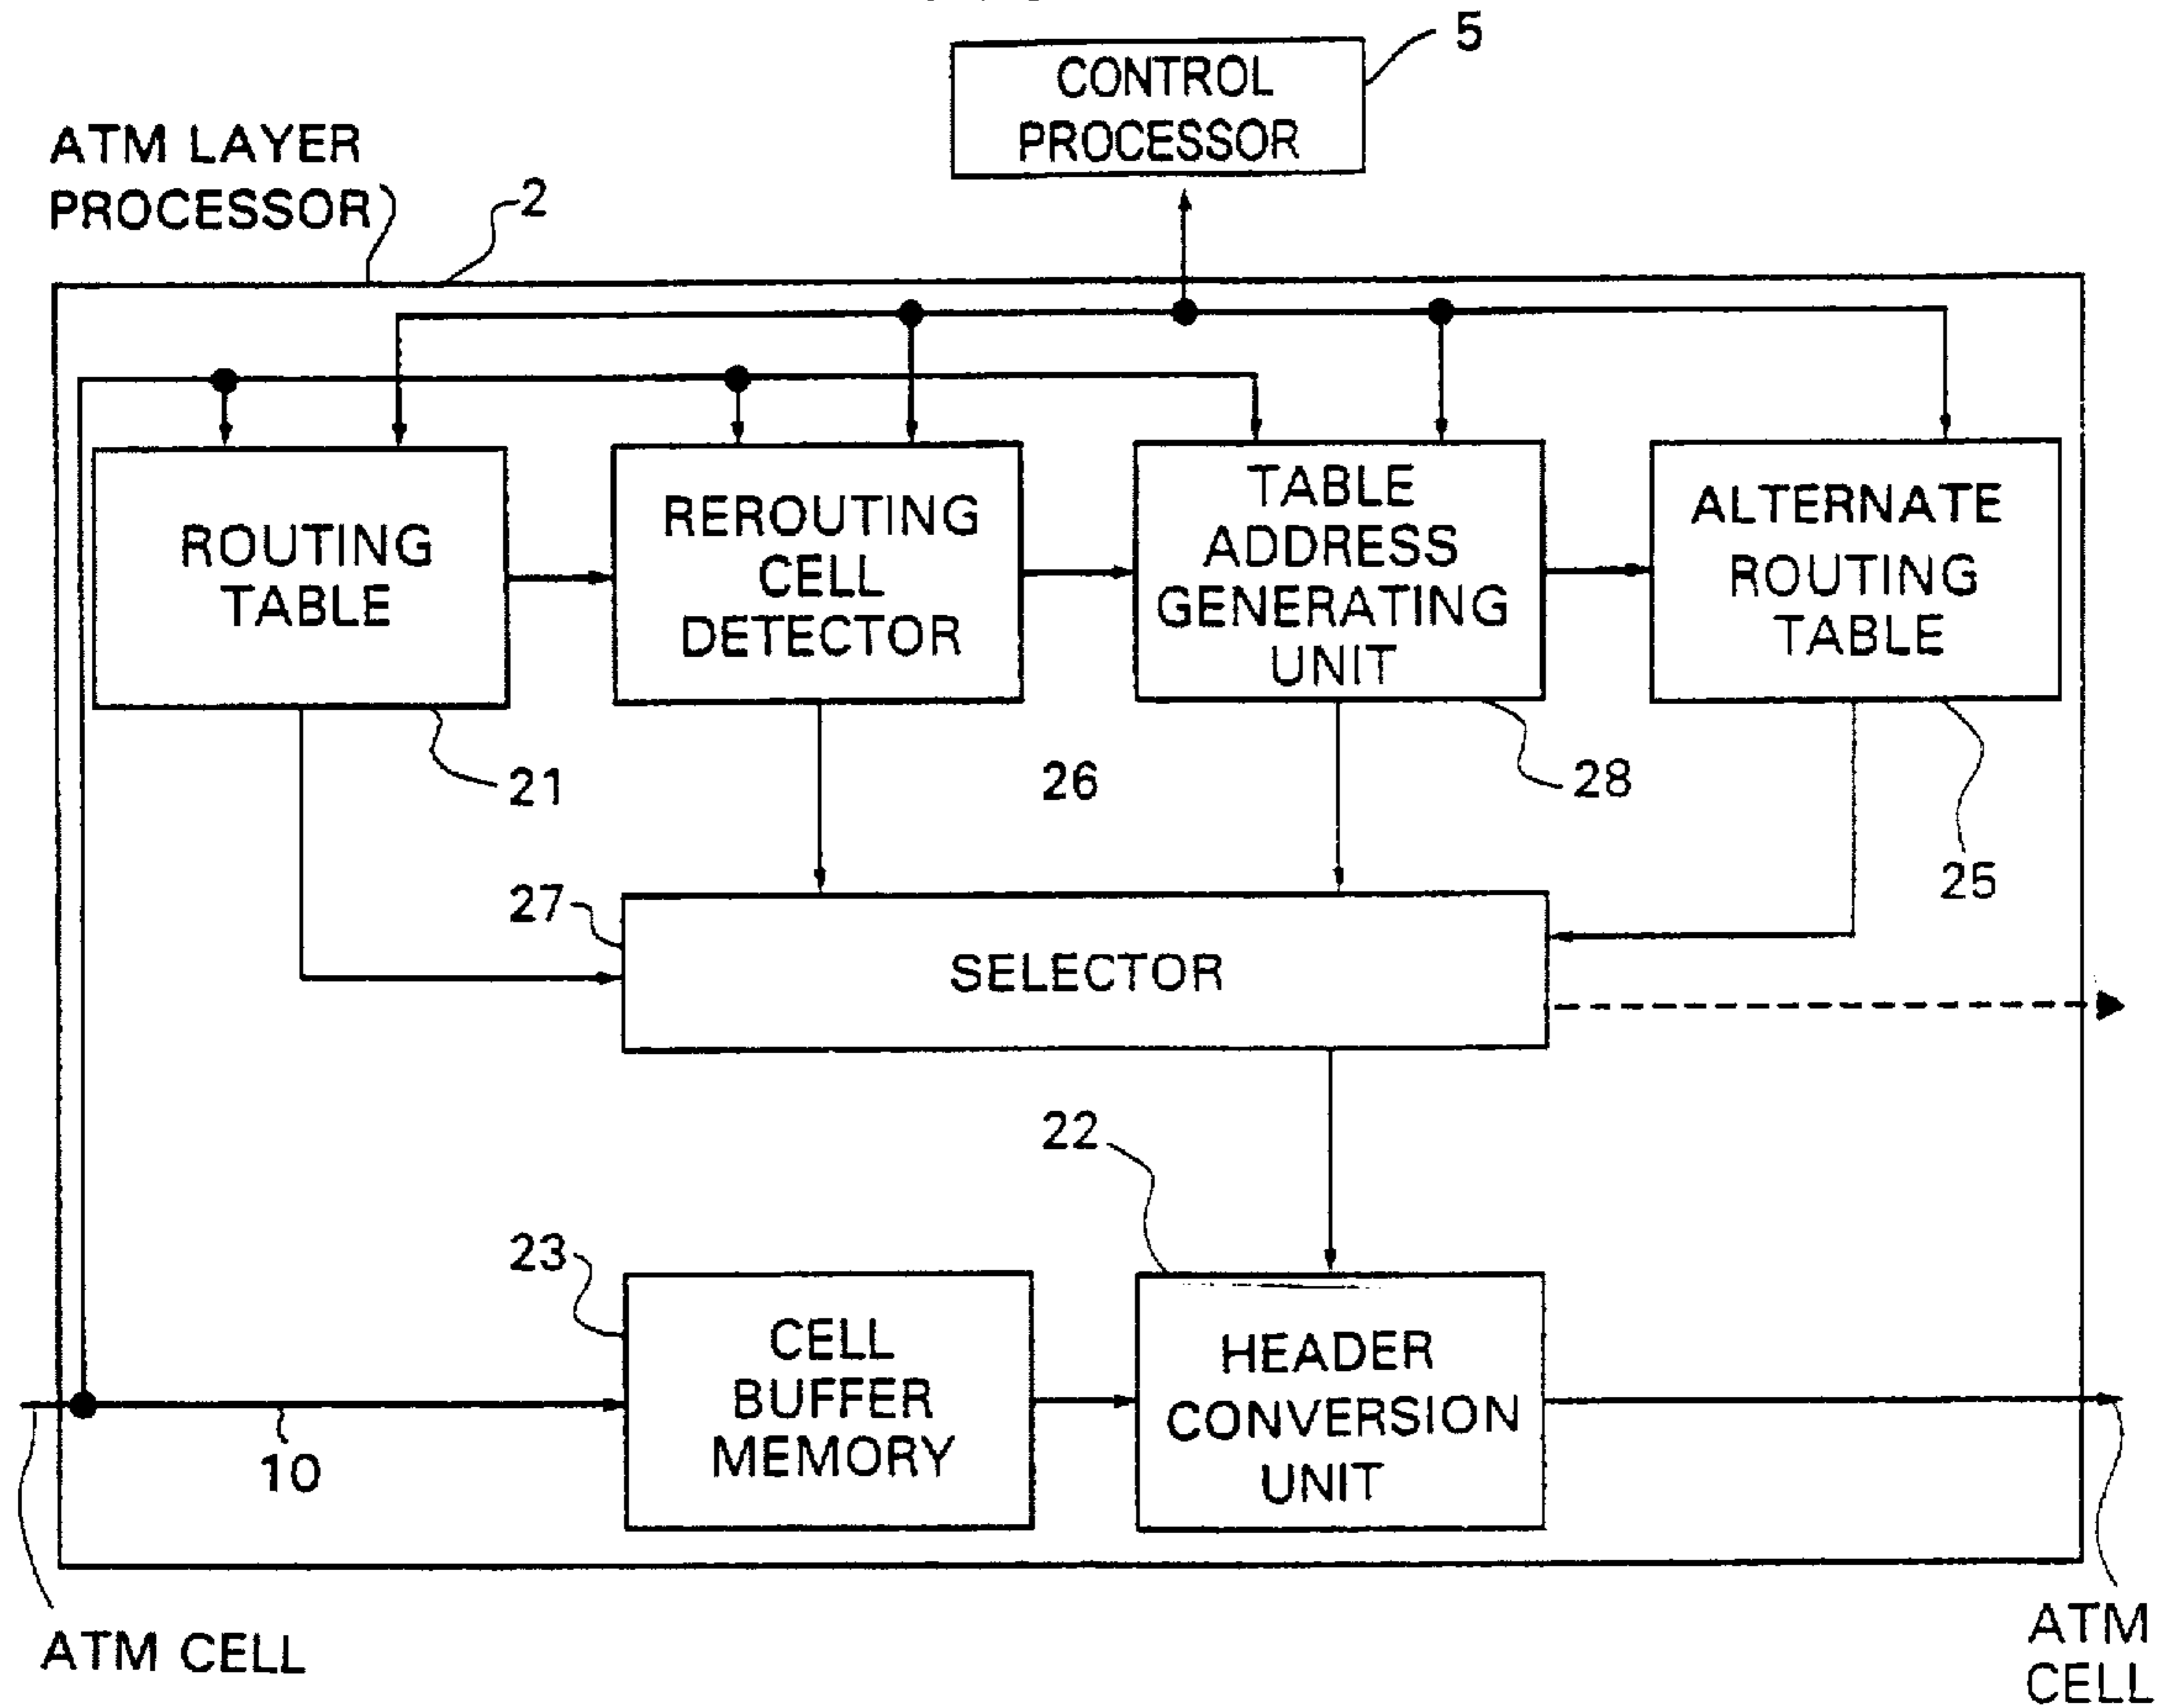 5
CONTROL
PROCESSOR
ATM LAYER
PROCESSOR
2
ROUTING
TABLE
REROUTING
CELL
DETECTOR
TABLE
ADDRESS
GENERATING
UNIT
ALTERNATE
ROUTING
TABLE
21
26
28
25
27
SELECTOR
22
23
CELL
BUFFER
MEMORY
HEADER
CONVERSION
UNIT
10
ATM CELL
ATM
CELL